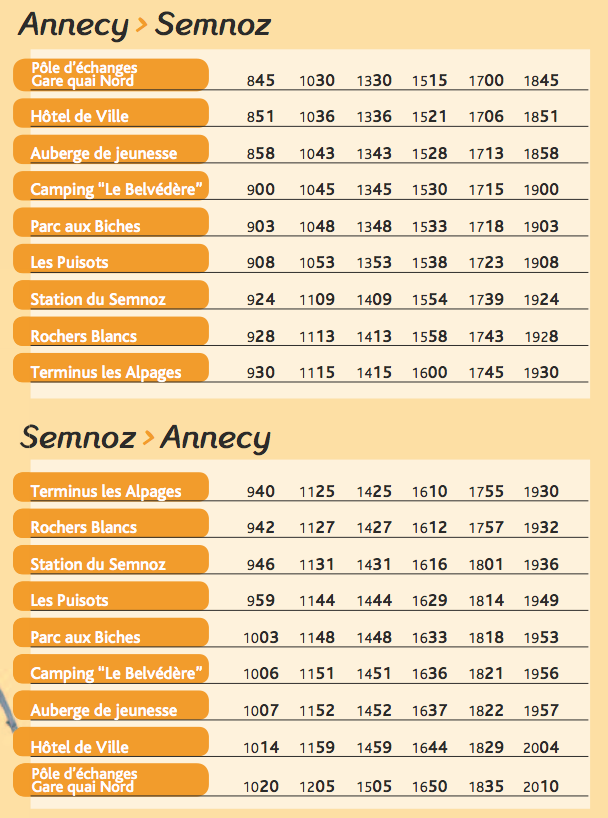 Annecy > Semnoz
Pôle d'échanges
Gare quai Nord 845 1030 1330 1515 1700 1845
Hôtel de Ville 851 1036 1336 1521 1706 1851
Auberge de jeunesse 858 1043 1343 1528 1713 1858
Camping "Le Belvédère" 900 1045 1345 1530 1715 1900
Parc aux Biches 903 1048 1348 1533 1718 1903
Les Puisots 908 1053 1353 1538 1723 1908
Station du Semnoz 924 1109 1409 1554 1739 1924
Rochers Blancs 928 1113 1413 1558 1743 1928
Terminus les Alpages 930 1115 1415 1600 1745 1930
Semnoz > Annecy
Terminus les Alpages 940 1125 1425 1610 1755 1930
Rochers Blancs 942 1127 1427 1612 1757 1932
Station du Semnoz 946 1131 1431 1616 1801 1936
Les Puisots 959 1144 1444 1629 1814 1949
Parc aux Biches 1003 1148 1448 1633 1818 1953
Camping "Le Belvédère" 1006 1151 1451 1636 1821 1956
Auberge de jeunesse 1007 1152 1452 1637 1822 1957
Hôtel de Ville 1014 1159 1459 1644 1829 2004
Pôle d'échanges
Gare quai Nord 1020 1205 1505 1650 1835 2010